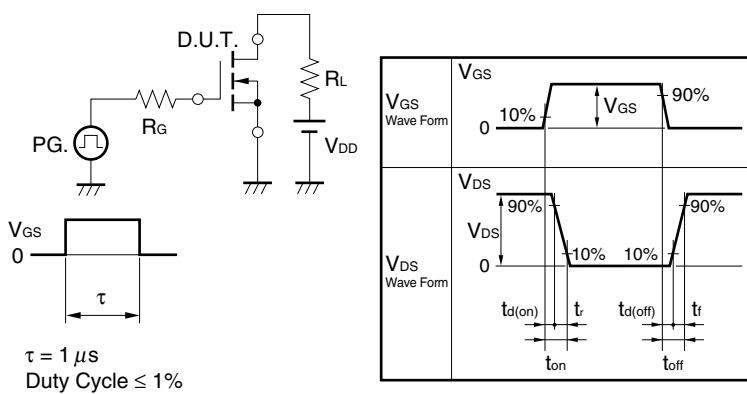 D.U.T.
RL
RG
PG.
VDD
VGS
0
τ
τ = 1 μs
Duty Cycle ≤ 1%
VGS
Wave Form
VGS
10%
VGS
90%
0
VDS
Wave Form
VDS
90%
VDS
10%
10%
90%
0
td(on)
tr
td(off)
tf
ton
toff